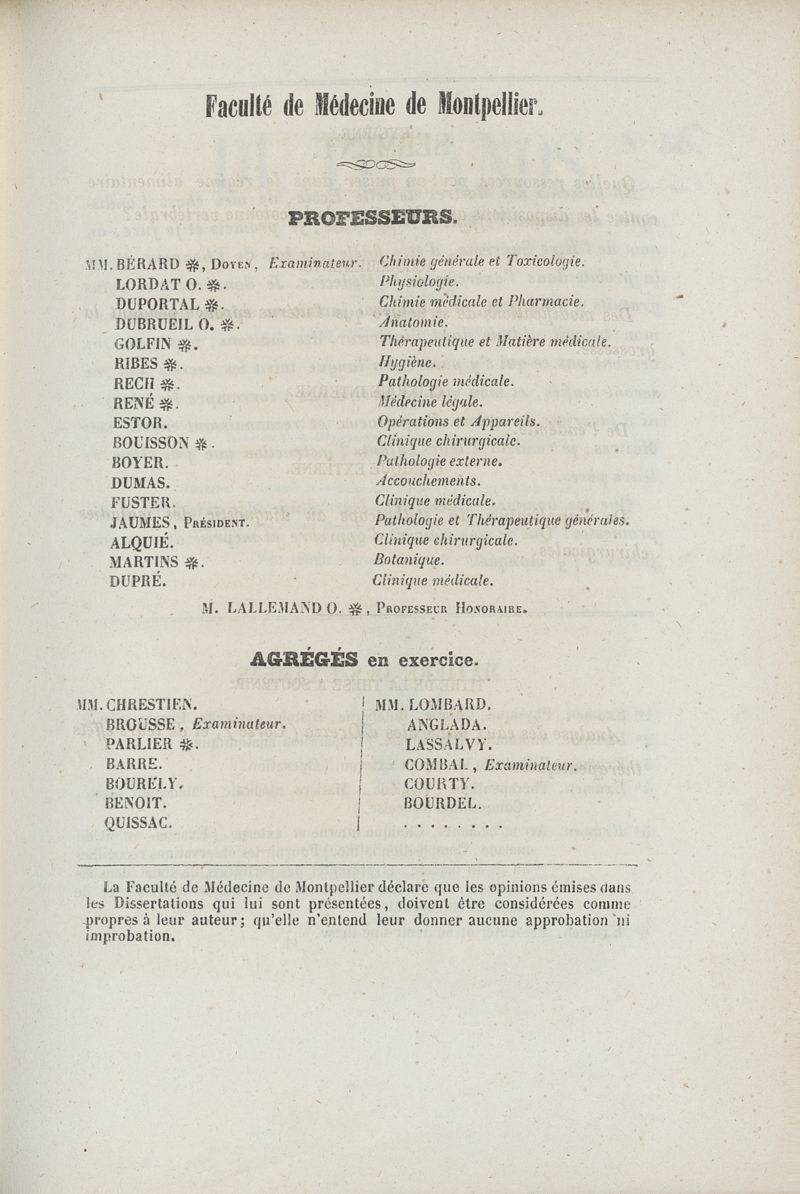 Faculté de Médecine de Montpellier.
PROFESSEURS.
MM. BÉRARD ❋, DOYEN, Examinateur. Chimie générale et Toxicologie.
LORDAT O. ❋. Physiologie.
DUPORTAL ❋. Chimie médicale et Pharmacie.
DUBRUEIL O. ❋. Anatomie.
GOLFIN ❋. Thérapeutique et Matière médicale.
RIBES ❋. Hygiène.
RECH ❋. Pathologie médicale.
RENÉ ❋. Médecine légale.
ESTOR. Opérations et Appareils.
BOUISSON ❋. Clinique chirurgicale.
BOYER. Pathologie externe.
DUMAS. Accouchements.
FUSTER. Clinique médicale.
JAUMES, PRÉSIDENT. Pathologie et Thérapeutique générales.
ALQUIÉ. Clinique chirurgicale.
MARTINS ❋. Botanique.
DUPRÉ. Clinique médicale.
M. LALLEMAND O. ❋, PROFESSEUR HONORAIRE.
AGRÉGÉS en exercice.
MM. CHRESTIEN. MM. LOMBARD.
BROUSSE, Examinateur. ANGLADA.
PARLIER ❋. LASSALVY.
BARRE. COMBAL, Examinateur.
BOURELY. COURTY.
BENOIT. BOURDEL.
QUISSAC. . . . . . . . .
La Faculté de Médecine de Montpellier déclare que les opinions émises dans
les Dissertations qui lui sont présentées, doivent être considérées comme
propres à leur auteur; qu'elle n'entend leur donner aucune approbation ni
improbation.